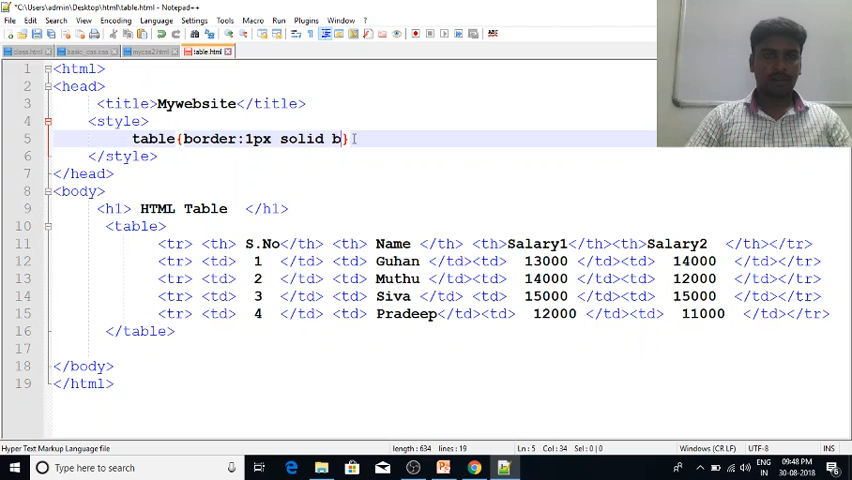 *C:\Users\admin\Desktop\html\table.html - Notepad++
File Edit Search View Encoding Language Settings Tools Macro Run Plugins Window ?
class.html basic_css.css mycss2.html table.html
1 <html>
2 <head>
3 <title>Mywebsite</title>
4 <style>
5 table{border:1px solid b}
6 </style>
7 </head>
8 <body>
9 <h1> HTML Table </h1>
10 <table>
11 <tr> <th> S.No</th> <th> Name </th> <th>Salary1</th><th>Salary2 </th></tr>
12 <tr> <td> 1 </td> <td> Guhan </td><td> 13000 </td><td> 14000 </td></tr>
13 <tr> <td> 2 </td> <td> Muthu </td><td> 14000 </td><td> 12000 </td></tr>
14 <tr> <td> 3 </td> <td> Siva </td><td> 15000 </td><td> 15000 </td></tr>
15 <tr> <td> 4 </td> <td> Pradeep</td><td> 12000 </td><td> 11000 </td></tr>
16 </table>
17
18 </body>
19 </html>
Hyper Text Markup Language file length : 634 lines : 19 Ln : 5 Col : 34 Sel : 0 | 0 Windows (CR LF) UTF-8 INS
Type here to search
ENG 09:48 PM
IN 30-08-2018